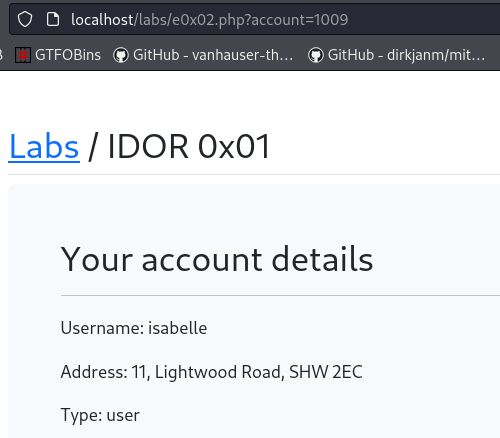 localhost/labs/e0x02.php?account=1009
GTFOBins GitHub - vanhauser-th... GitHub - dirkjanm/mit...
Labs / IDOR 0x01
Your account details
Username: isabelle
Address: 11, Lightwood Road, SHW 2EC
Type: user